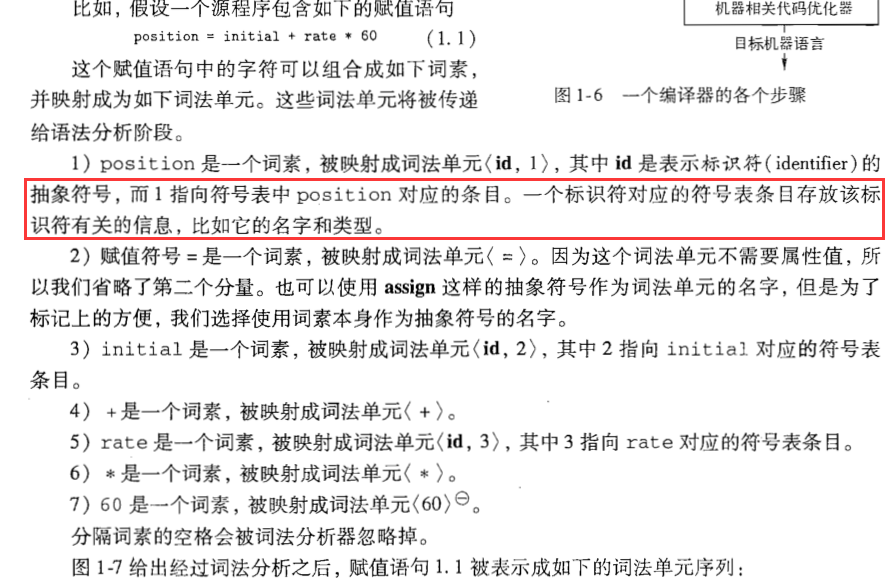 比如，假设一个源程序包含如下的赋值语句
position = initial + rate * 60 (1.1)
机器相关代码优化器
目标机器语言
图1-6 一个编译器的各个步骤
这个赋值语句中的字符可以组合成如下词素，
并映射成为如下词法单元。这些词法单元将被传递
给语法分析阶段。
1) position 是一个词素，被映射成词法单元〈id, 1〉，其中 id 是表示标识符(identifier)的
抽象符号，而 1 指向符号表中 position 对应的条目。一个标识符对应的符号表条目存放该标
识符有关的信息，比如它的名字和类型。
2) 赋值符号 = 是一个词素，被映射成词法单元〈 = 〉。因为这个词法单元不需要属性值，所
以我们省略了第二个分量。也可以使用 assign 这样的抽象符号作为词法单元的名字，但是为了
标记上的方便，我们选择使用词素本身作为抽象符号的名字。
3) initial 是一个词素，被映射成词法单元〈id, 2〉，其中 2 指向 initial 对应的符号表
条目。
4) + 是一个词素，被映射成词法单元〈 + 〉。
5) rate 是一个词素，被映射成词法单元〈id, 3〉，其中 3 指向 rate 对应的符号表条目。
6) * 是一个词素，被映射成词法单元〈 * 〉。
7) 60 是一个词素，被映射成词法单元〈60〉⊖。
分隔词素的空格会被词法分析器忽略掉。
图 1-7 给出经过词法分析之后，赋值语句 1.1 被表示成如下的词法单元序列：